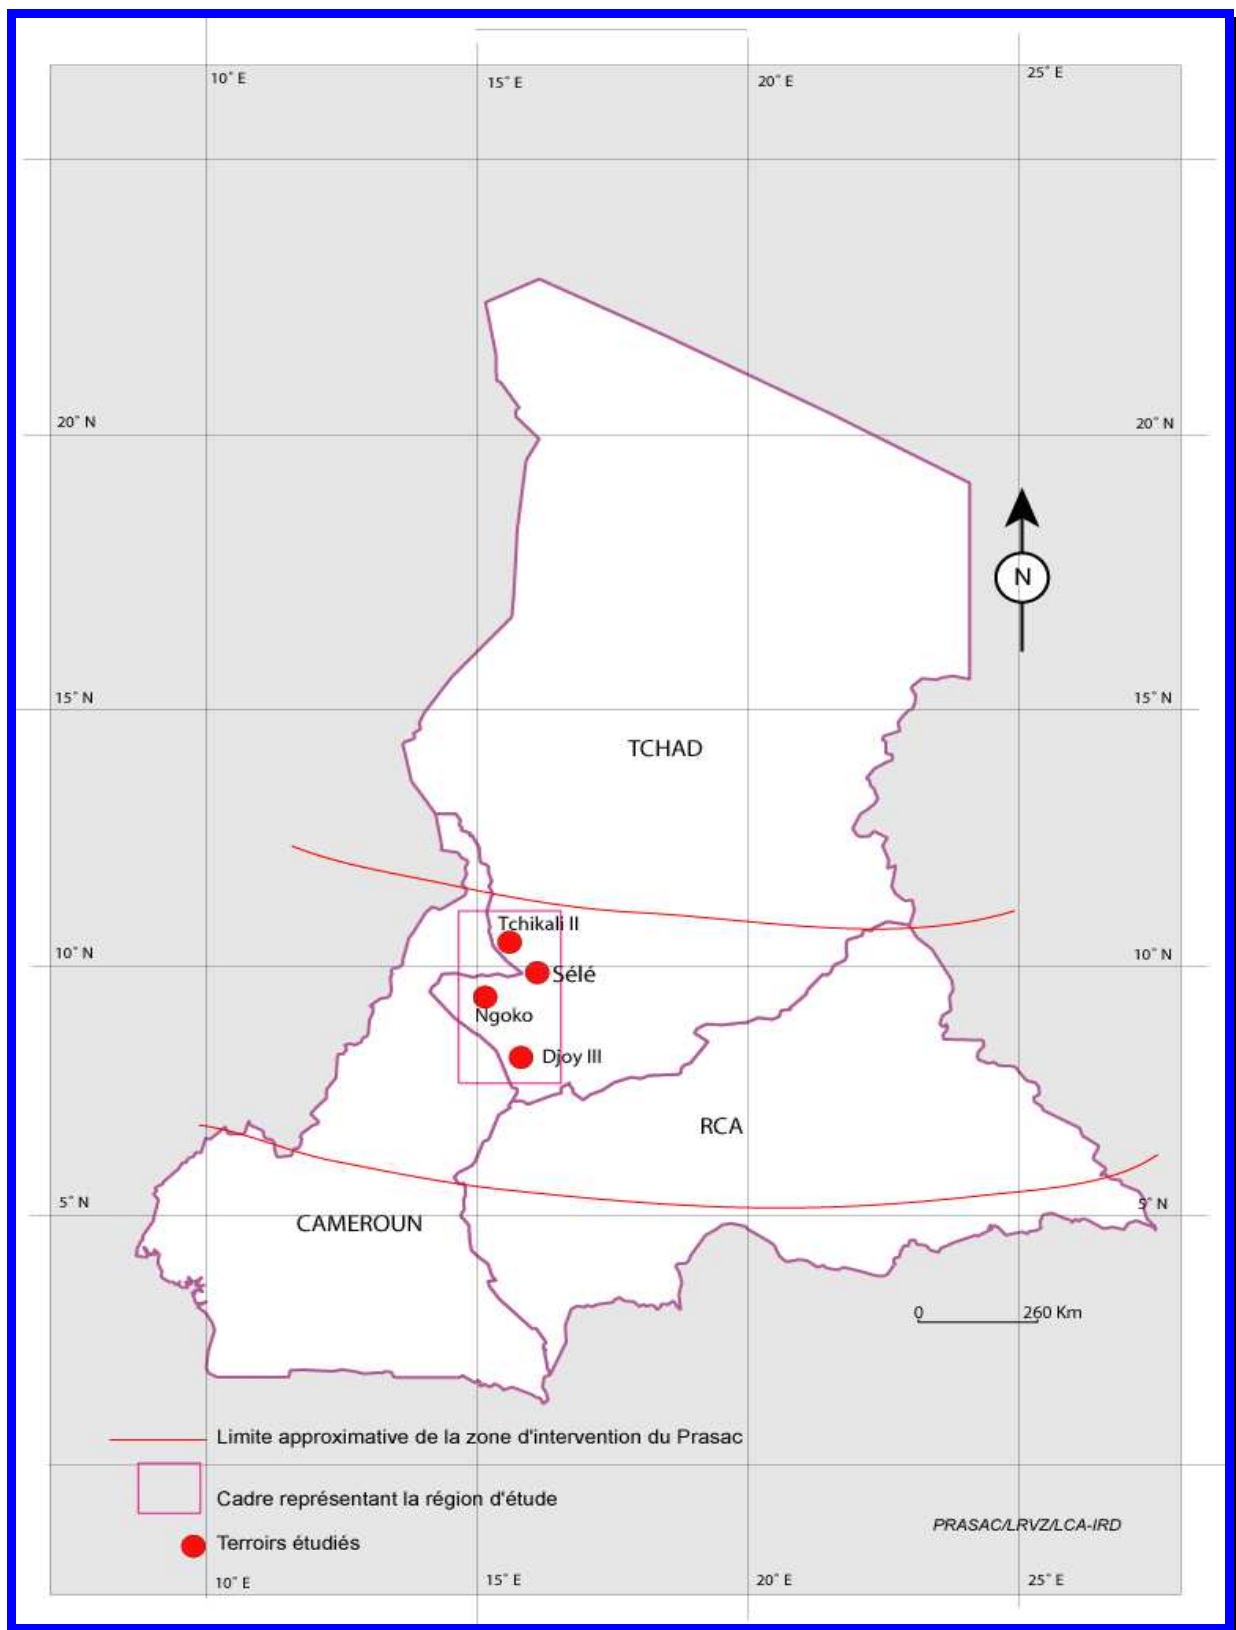 10° E
15° E
20° E
25° E
20° N
20° N
N
15° N
15° N
TCHAD
Tchikali II
10° N
10° N
Sélé
Ngoko
Djoy III
RCA
5° N
5° N
CAMEROUN
0
260 Km
Limite approximative de la zone d'intervention du Prasac
Cadre représentant la région d'étude
PRASAC/LRVZ/LCA-IRD
Terroirs étudiés
10° E
15° E
20° E
25° E